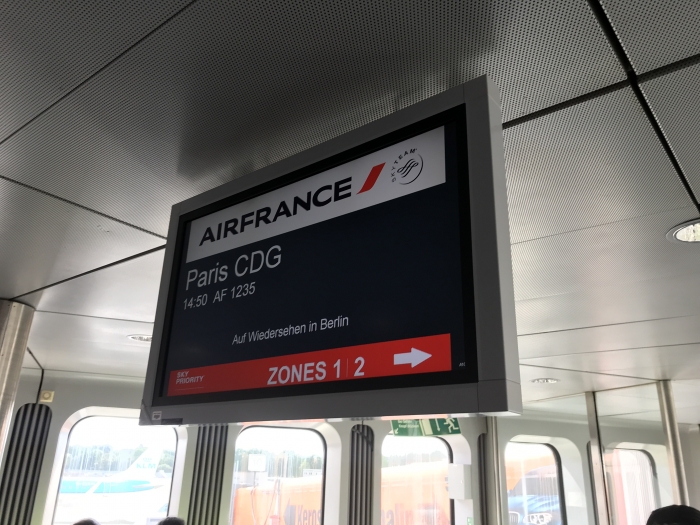 AIRFRANCE
SKYTEAM
Paris CDG
14:50 AF 1235
Auf Wiedersehen in Berlin
SKY
PRIORITY
ZONES 1 | 2